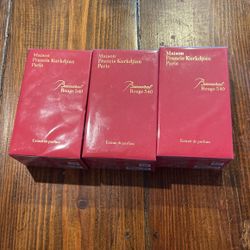 Maison
Francis Kurkdjian
Paris
Baccarat
Rouge 540
Extrait de parfum
Maison
Francis Kurkdjian
Paris
Baccarat
Rouge 540
Extrait de parfum
Maison
Francis Kurkdjian
Paris
Baccarat
Rouge 540
Extrait de parfum